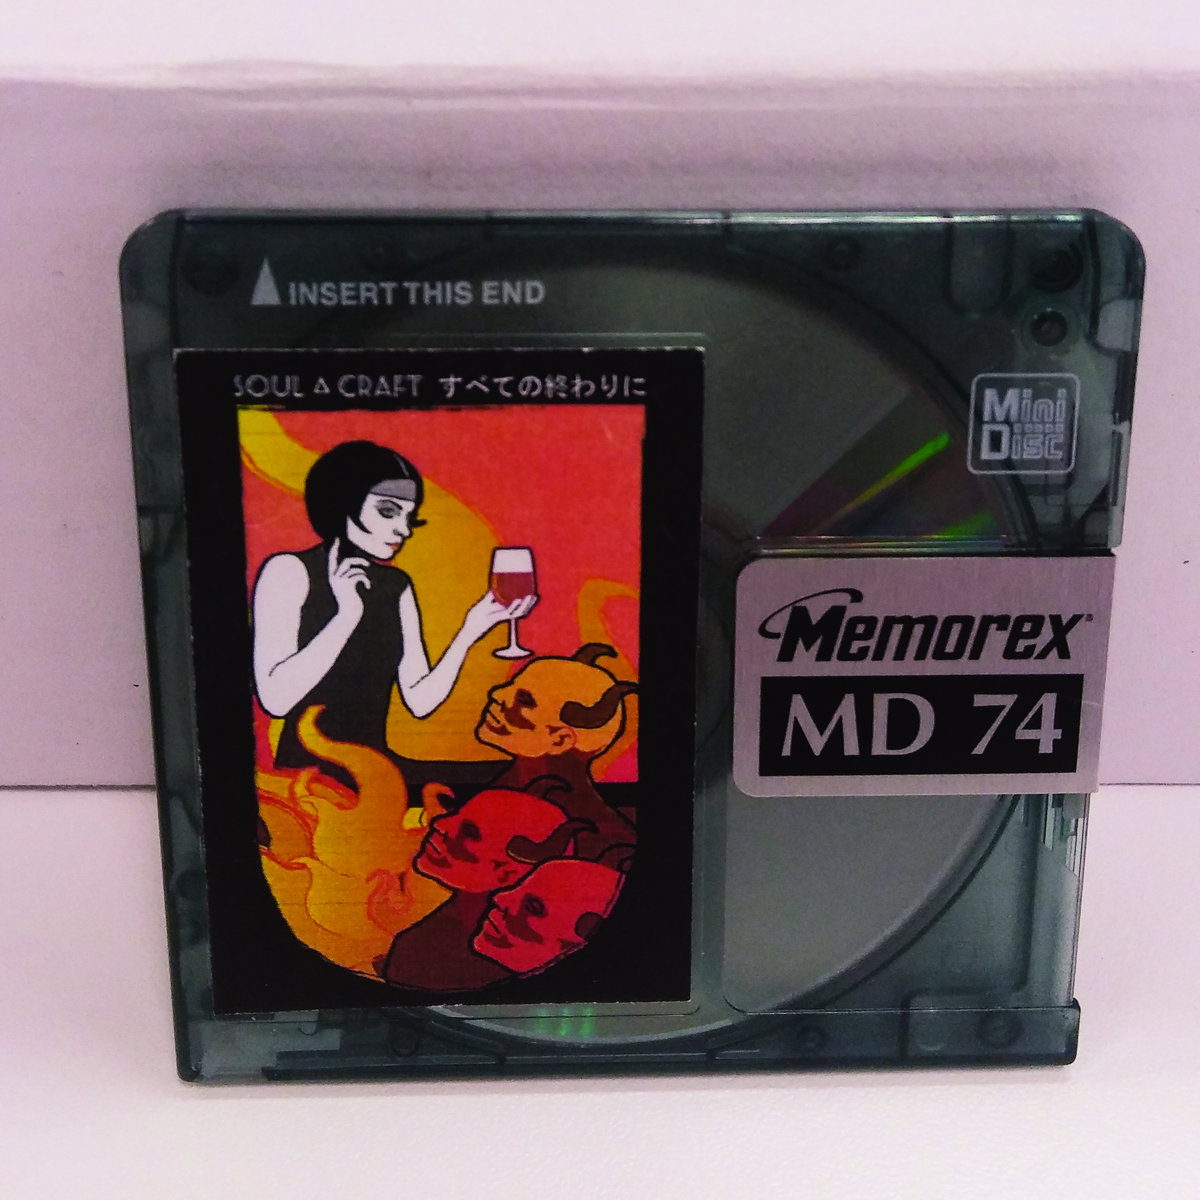 INSERT THIS END
SOUL △ CRAFT すべての終わりに
Mini
Disc
Memorex®
MD 74